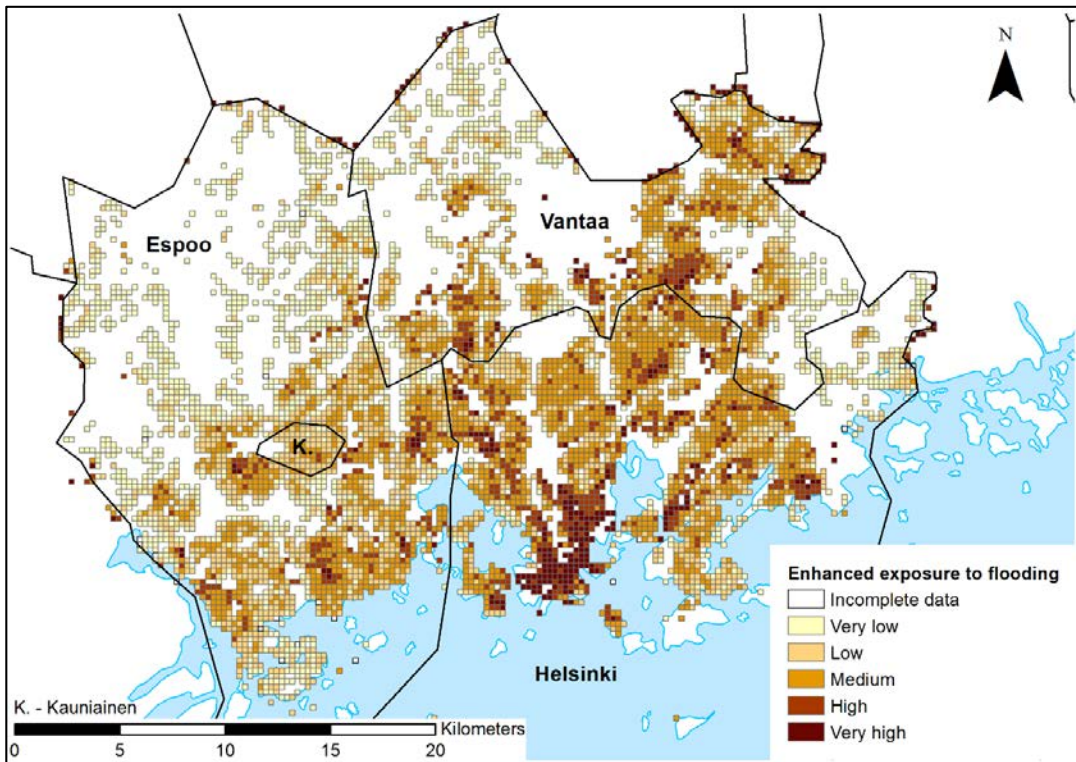 N
Vantaa
Espoo
K.
Helsinki
Enhanced exposure to flooding
Incomplete data
Very low
Low
Medium
High
Very high
K. - Kauniainen
Kilometers
0 5 10 15 20